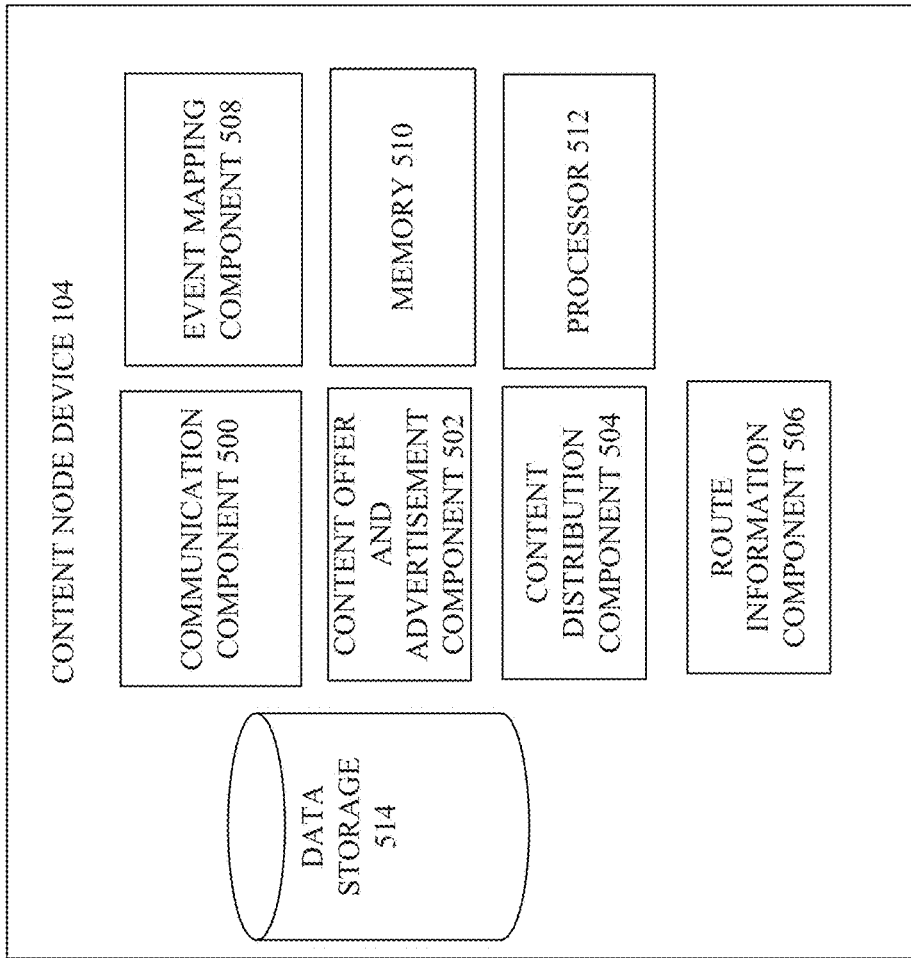 CONTENT NODE DEVICE 104
DATA
STORAGE
514
COMMUNICATION
COMPONENT 500
CONTENT OFFER
AND
ADVERTISEMENT
COMPONENT 502
CONTENT
DISTRIBUTION
COMPONENT 504
ROUTE
INFORMATION
COMPONENT 506
EVENT MAPPING
COMPONENT 508
MEMORY 510
PROCESSOR 512